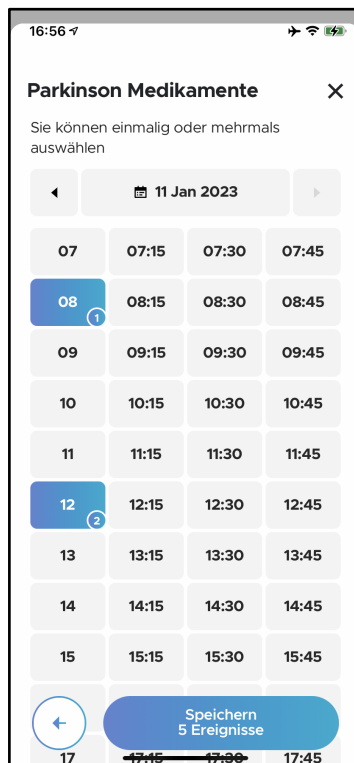 16:56
Parkinson Medikamente
Sie können einmalig oder mehrmals
auswählen
11 Jan 2023
07 07:15 07:30 07:45
08 1 08:15 08:30 08:45
09 09:15 09:30 09:45
10 10:15 10:30 10:45
11 11:15 11:30 11:45
12 2 12:15 12:30 12:45
13 13:15 13:30 13:45
14 14:15 14:30 14:45
15 15:15 15:30 15:45
Speichern
5 Ereignisse
17 17:15 17:30 17:45